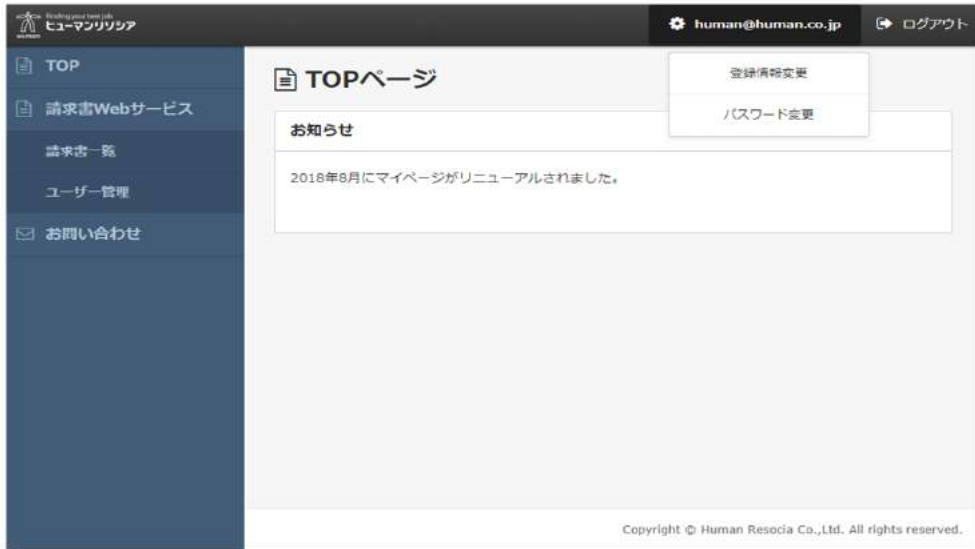 Finding your best job
ヒューマンリソシア
human@human.co.jp
ログアウト
TOP
請求書Webサービス
請求書一覧
ユーザー管理
お問い合わせ
TOPページ
登録情報変更
パスワード変更
お知らせ
2018年8月にマイページがリニューアルされました。
Copyright © Human Resocia Co.,Ltd. All rights reserved.